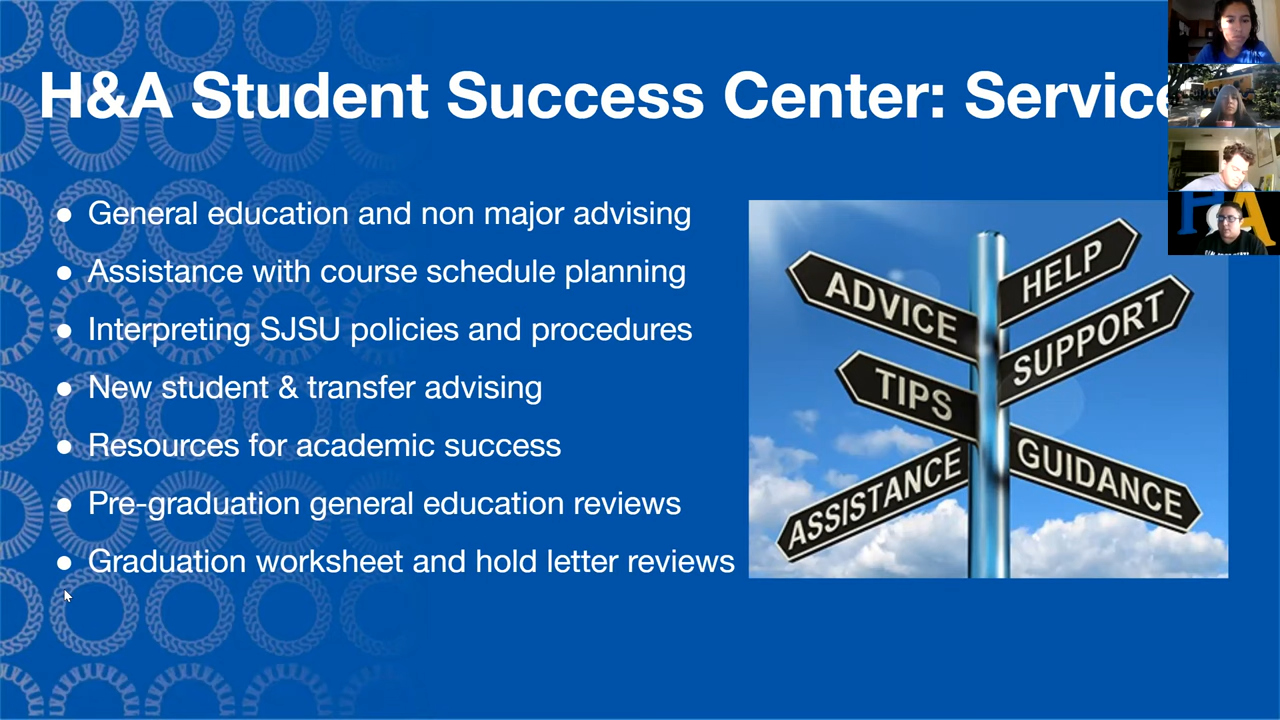 H&A Student Success Center: Servic
General education and non major advising
Assistance with course schedule planning
Interpreting SJSU policies and procedures
New student & transfer advising
Resources for academic success
Pre-graduation general education reviews
Graduation worksheet and hold letter reviews
ADVICE
HELP
SUPPORT
TIPS
GUIDANCE
ASSISTANCE
H&A